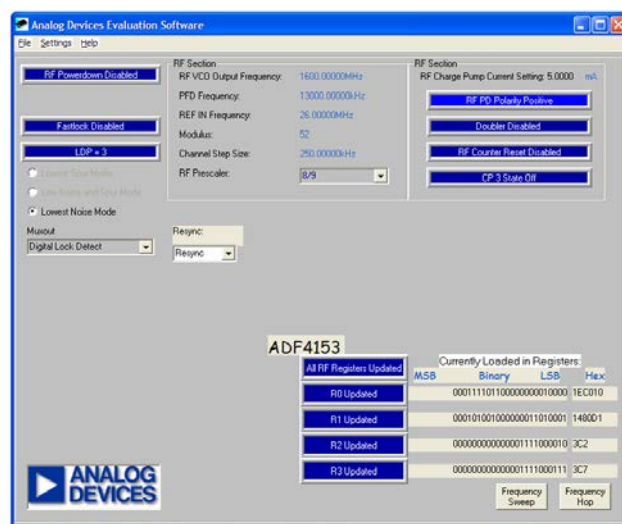 Analog Devices Evaluation Software
File Settings Help
RF Powerdown Disabled
Fastlock Disabled
LDP = 3
Lowest Spur Mode
Low Noise and Spur Mode
Lowest Noise Mode
Muxout
Digital Lock Detect
RF Section
RF VCO Output Frequency: 1600.00000MHz
PFD Frequency: 13000.00000kHz
REF IN Frequency: 26.00000MHz
Modulus: 52
Channel Step Size: 250.00000kHz
RF Prescaler: 8/9
Resync:
Resync
RF Section
RF Charge Pump Current Setting: 5.0000 mA
RF PD Polarity Positive
Doubler Disabled
RF Counter Reset Disabled
CP 3 State Off
ADF4153
Currently Loaded in Registers:
MSB Binary LSB Hex
All RF Registers Updated
R0 Updated 000111101100000000010000 1EC010
R1 Updated 000101001000000011010001 1480D1
R2 Updated 00000000000001111000010 3C2
R3 Updated 00000000000001111000111 3C7
Frequency Sweep
Frequency Hop
ANALOG
DEVICES